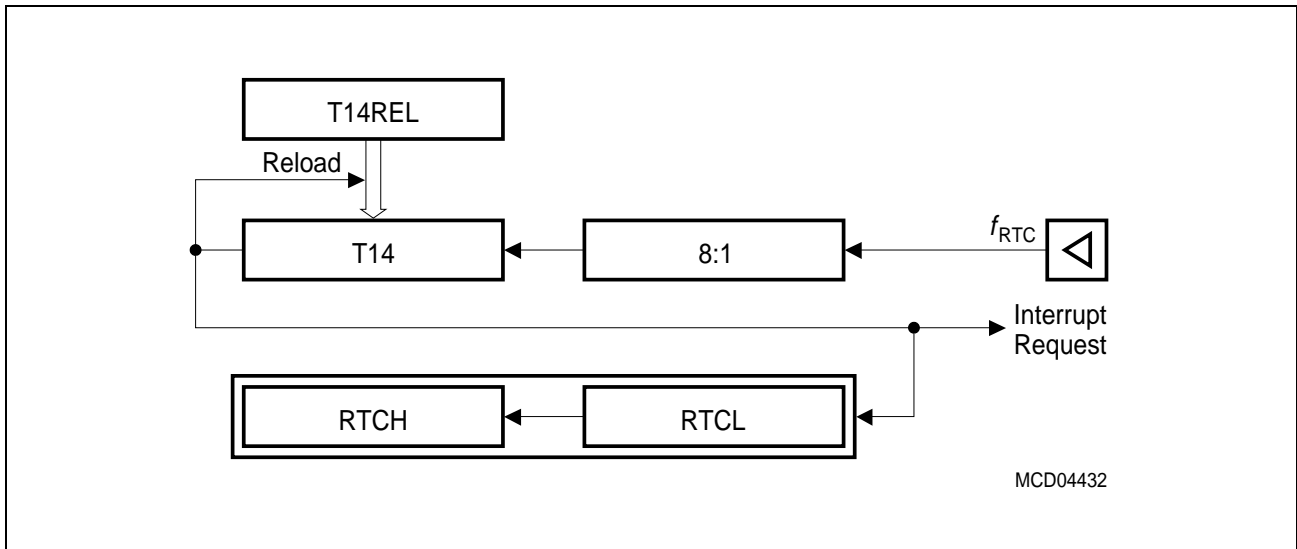 T14REL
Reload
T14
8:1
fRTC
Interrupt
Request
RTCH
RTCL
MCD04432